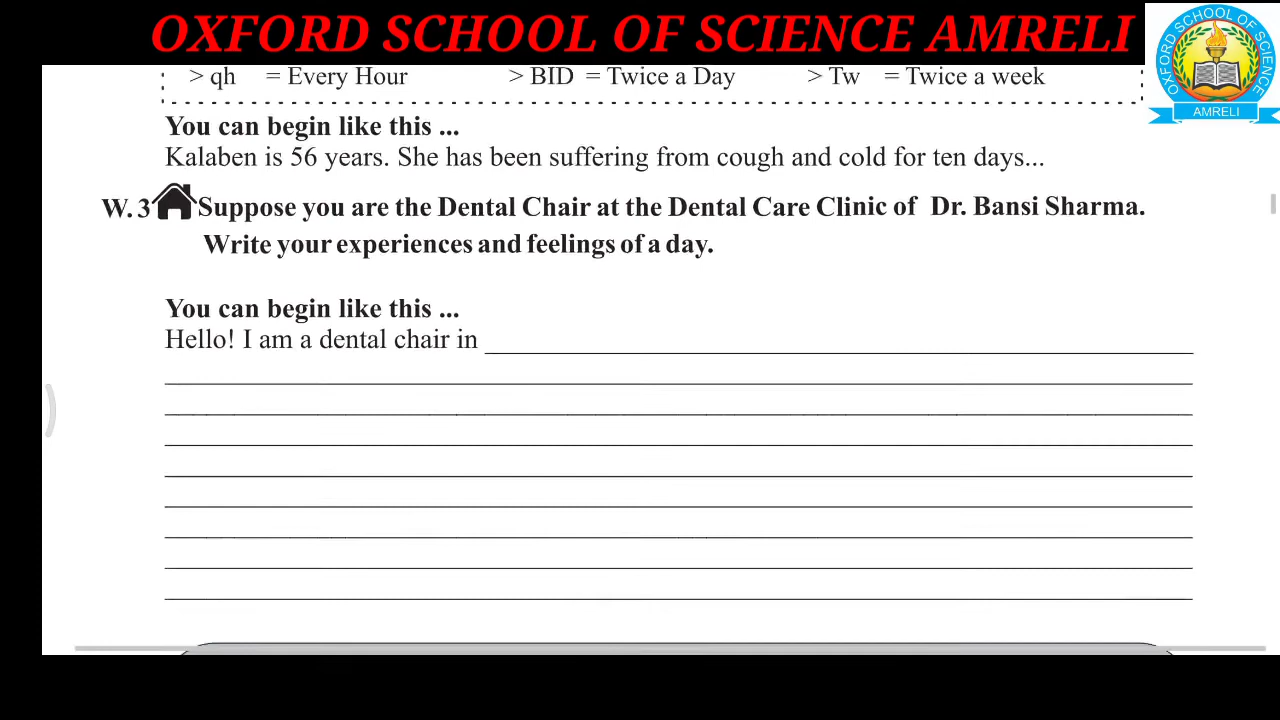 OXFORD SCHOOL OF SCIENCE AMRELI
OXFORD SCHOOL OF SCIENCE
AMRELI
> qh = Every Hour > BID = Twice a Day > Tw = Twice a week
You can begin like this ...
Kalaben is 56 years. She has been suffering from cough and cold for ten days...
W. 3 Suppose you are the Dental Chair at the Dental Care Clinic of Dr. Bansi Sharma.
Write your experiences and feelings of a day.
You can begin like this ...
Hello! I am a dental chair in